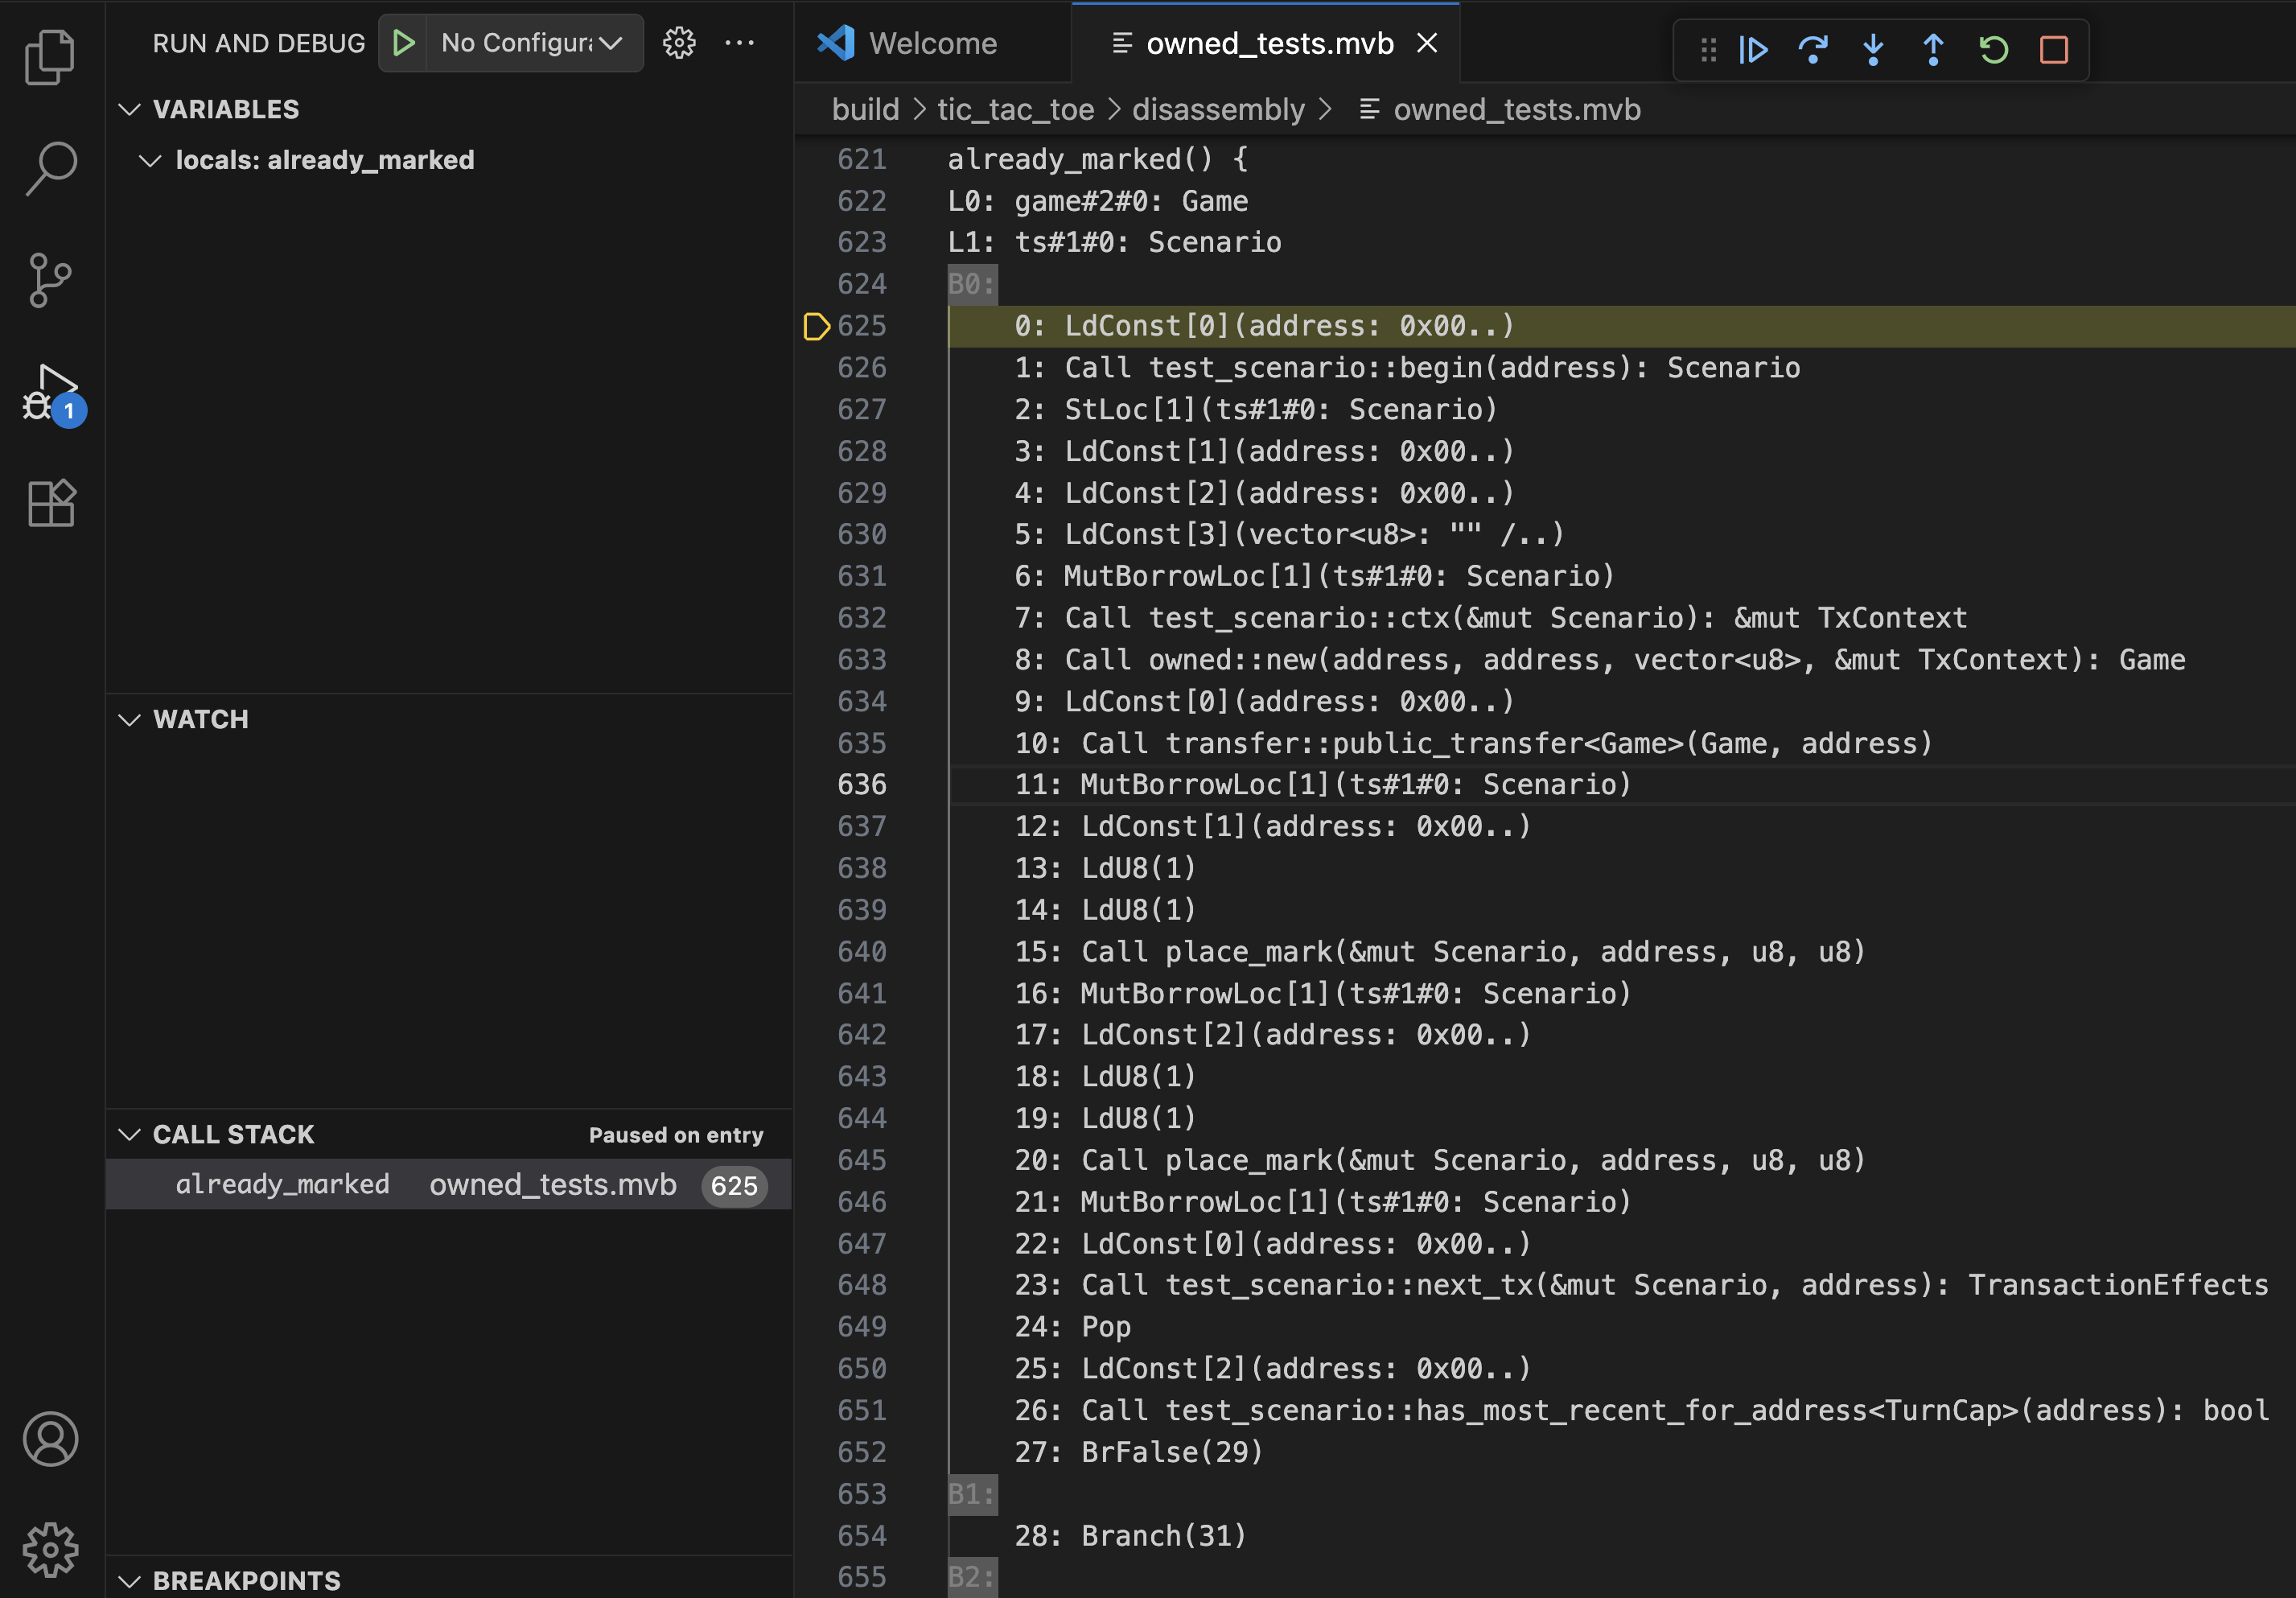 RUN AND DEBUG
No Configura
VARIABLES
locals: already_marked
1
WATCH
CALL STACK
Paused on entry
already_marked owned_tests.mvb 625
BREAKPOINTS
Welcome
owned_tests.mvb
build > tic_tac_toe > disassembly > owned_tests.mvb
621 already_marked() {
622 L0: game#2#0: Game
623 L1: ts#1#0: Scenario
624 B0:
625 0: LdConst[0](address: 0x00..)
626 1: Call test_scenario::begin(address): Scenario
627 2: StLoc[1](ts#1#0: Scenario)
628 3: LdConst[1](address: 0x00..)
629 4: LdConst[2](address: 0x00..)
630 5: LdConst[3](vector<u8>: "" /..)
631 6: MutBorrowLoc[1](ts#1#0: Scenario)
632 7: Call test_scenario::ctx(&mut Scenario): &mut TxContext
633 8: Call owned::new(address, address, vector<u8>, &mut TxContext): Game
634 9: LdConst[0](address: 0x00..)
635 10: Call transfer::public_transfer<Game>(Game, address)
636 11: MutBorrowLoc[1](ts#1#0: Scenario)
637 12: LdConst[1](address: 0x00..)
638 13: LdU8(1)
639 14: LdU8(1)
640 15: Call place_mark(&mut Scenario, address, u8, u8)
641 16: MutBorrowLoc[1](ts#1#0: Scenario)
642 17: LdConst[2](address: 0x00..)
643 18: LdU8(1)
644 19: LdU8(1)
645 20: Call place_mark(&mut Scenario, address, u8, u8)
646 21: MutBorrowLoc[1](ts#1#0: Scenario)
647 22: LdConst[0](address: 0x00..)
648 23: Call test_scenario::next_tx(&mut Scenario, address): TransactionEffects
649 24: Pop
650 25: LdConst[2](address: 0x00..)
651 26: Call test_scenario::has_most_recent_for_address<TurnCap>(address): bool
652 27: BrFalse(29)
653 B1:
654 28: Branch(31)
655 B2: